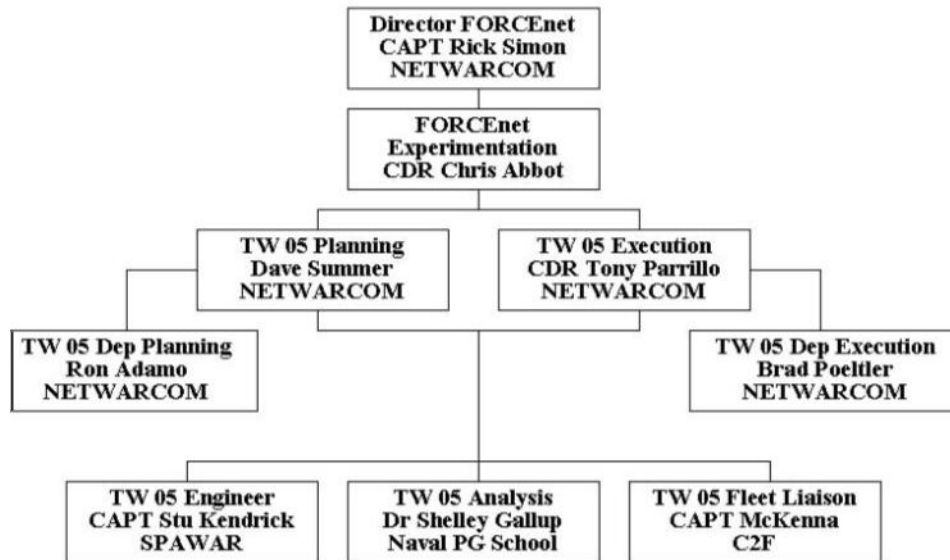 Director FORCEnet
CAPT Rick Simon
NETWARCOM
FORCEnet
Experimentation
CDR Chris Abbot
TW 05 Planning
Dave Summer
NETWARCOM
TW 05 Execution
CDR Tony Parrillo
NETWARCOM
TW 05 Dep Planning
Ron Adamo
NETWARCOM
TW 05 Dep Execution
Brad Poeltler
NETWARCOM
TW 05 Engineer
CAPT Stu Kendrick
SPAWAR
TW 05 Analysis
Dr Shelley Gallup
Naval PG School
TW 05 Fleet Liaison
CAPT McKenna
C2F